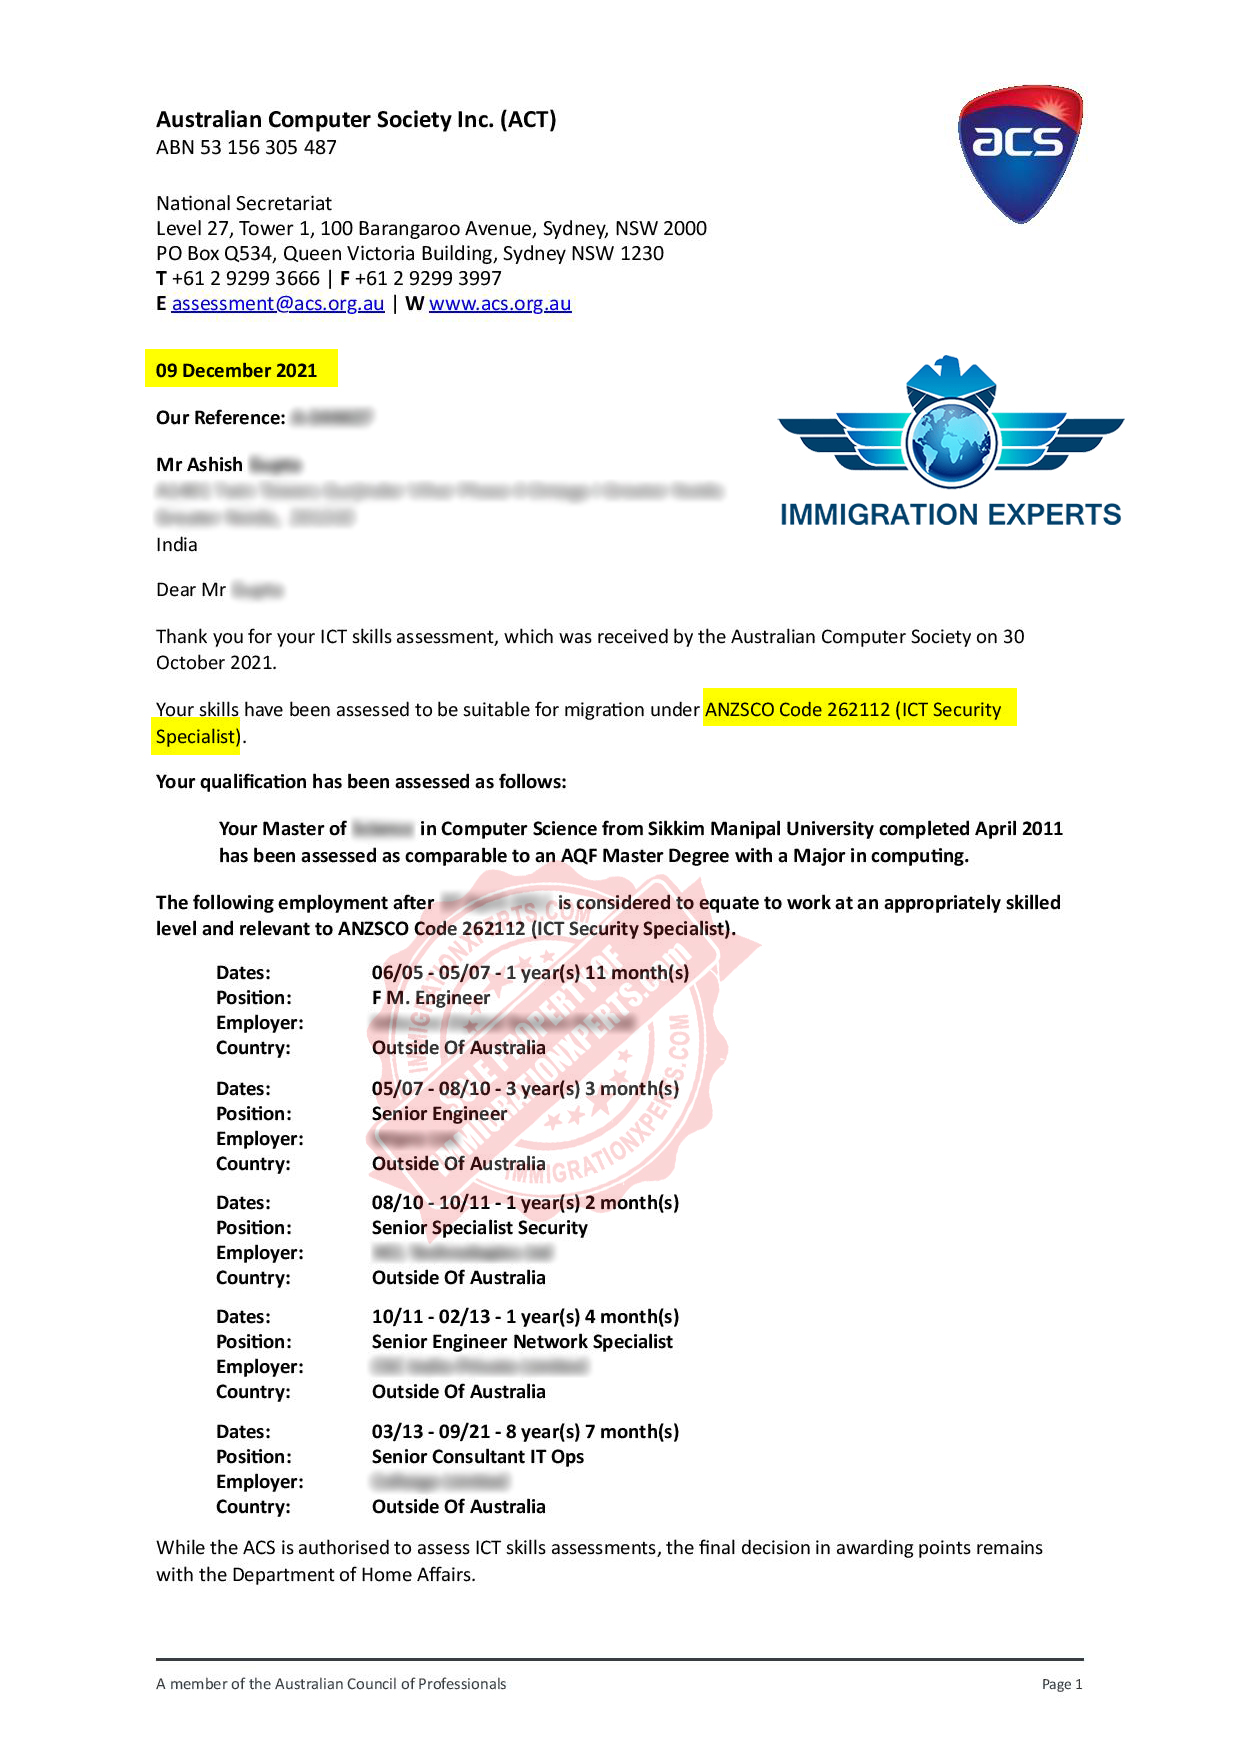 Australian Computer Society Inc. (ACT)
ABN 53 156 305 487
acs
National Secretariat
Level 27, Tower 1, 100 Barangaroo Avenue, Sydney, NSW 2000
PO Box Q534, Queen Victoria Building, Sydney NSW 1230
T +61 2 9299 3666 | F +61 2 9299 3997
E assessment@acs.org.au | W www.acs.org.au
09 December 2021
Our Reference:
Mr Ashish
India
IMMIGRATION EXPERTS
Dear Mr
Thank you for your ICT skills assessment, which was received by the Australian Computer Society on 30
October 2021.
Your skills have been assessed to be suitable for migration under ANZSCO Code 262112 (ICT Security
Specialist).
Your qualification has been assessed as follows:
Your Master of in Computer Science from Sikkim Manipal University completed April 2011
has been assessed as comparable to an AQF Master Degree with a Major in computing.
The following employment after is considered to equate to work at an appropriately skilled
level and relevant to ANZSCO Code 262112 (ICT Security Specialist).
Dates: 06/05 - 05/07 - 1 year(s) 11 month(s)
Position: F M. Engineer
Employer:
Country: Outside Of Australia
Dates: 05/07 - 08/10 - 3 year(s) 3 month(s)
Position: Senior Engineer
Employer:
Country: Outside Of Australia
Dates: 08/10 - 10/11 - 1 year(s) 2 month(s)
Position: Senior Specialist Security
Employer:
Country: Outside Of Australia
Dates: 10/11 - 02/13 - 1 year(s) 4 month(s)
Position: Senior Engineer Network Specialist
Employer:
Country: Outside Of Australia
Dates: 03/13 - 09/21 - 8 year(s) 7 month(s)
Position: Senior Consultant IT Ops
Employer:
Country: Outside Of Australia
IMMIGRATIONXPERTS.COM
SOLE PROPERTY OF
IMMIGRATIONXPERTS.com
IMMIGRATIONXPERTS.COM
While the ACS is authorised to assess ICT skills assessments, the final decision in awarding points remains
with the Department of Home Affairs.
A member of the Australian Council of Professionals Page 1